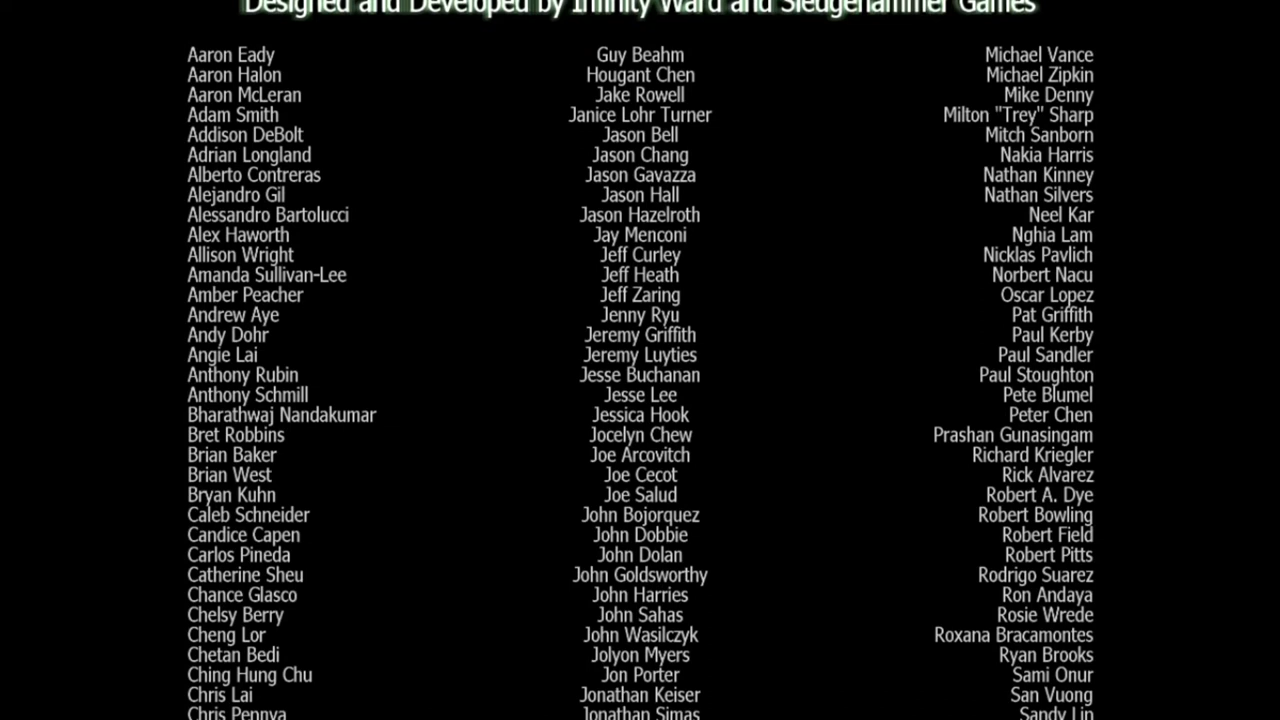 Designed and Developed by Infinity Ward and Sledgehammer Games
Aaron Eady Guy Beahm Michael Vance
Aaron Halon Hougant Chen Michael Zipkin
Aaron McLeran Jake Rowell Mike Denny
Adam Smith Janice Lohr Turner Milton "Trey" Sharp
Addison DeBolt Jason Bell Mitch Sanborn
Adrian Longland Jason Chang Nakia Harris
Alberto Contreras Jason Gavazza Nathan Kinney
Alejandro Gil Jason Hall Nathan Silvers
Alessandro Bartolucci Jason Hazelroth Neel Kar
Alex Haworth Jay Menconi Nghia Lam
Allison Wright Jeff Curley Nicklas Pavlich
Amanda Sullivan-Lee Jeff Heath Norbert Nacu
Amber Peacher Jeff Zaring Oscar Lopez
Andrew Aye Jenny Ryu Pat Griffith
Andy Dohr Jeremy Griffith Paul Kerby
Angie Lai Jeremy Luyties Paul Sandler
Anthony Rubin Jesse Buchanan Paul Stoughton
Anthony Schmill Jesse Lee Pete Blumel
Bharathwaj Nandakumar Jessica Hook Peter Chen
Bret Robbins Jocelyn Chew Prashan Gunasingam
Brian Baker Joe Arcovitch Richard Kriegler
Brian West Joe Cecot Rick Alvarez
Bryan Kuhn Joe Salud Robert A. Dye
Caleb Schneider John Bojorquez Robert Bowling
Candice Capen John Dobbie Robert Field
Carlos Pineda John Dolan Robert Pitts
Catherine Sheu John Goldsworthy Rodrigo Suarez
Chance Glasco John Harries Ron Andaya
Chelsy Berry John Sahas Rosie Wrede
Cheng Lor John Wasilczyk Roxana Bracamontes
Chetan Bedi Jolyon Myers Ryan Brooks
Ching Hung Chu Jon Porter Sami Onur
Chris Lai Jonathan Keiser San Vuong
Chris Pennya Jonathan Simas Sandy Lin